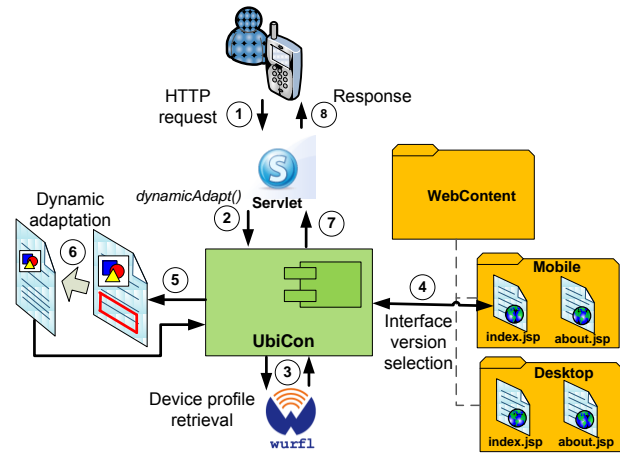 HTTP
request
1
8
Response
S
Servlet
dynamicAdapt()
2
7
Dynamic
adaptation
6
5
UbiCon
3
Device profile
retrieval
wurfl
4
Interface
version
selection
WebContent
Mobile
index.jsp
about.jsp
Desktop
index.jsp
about.jsp